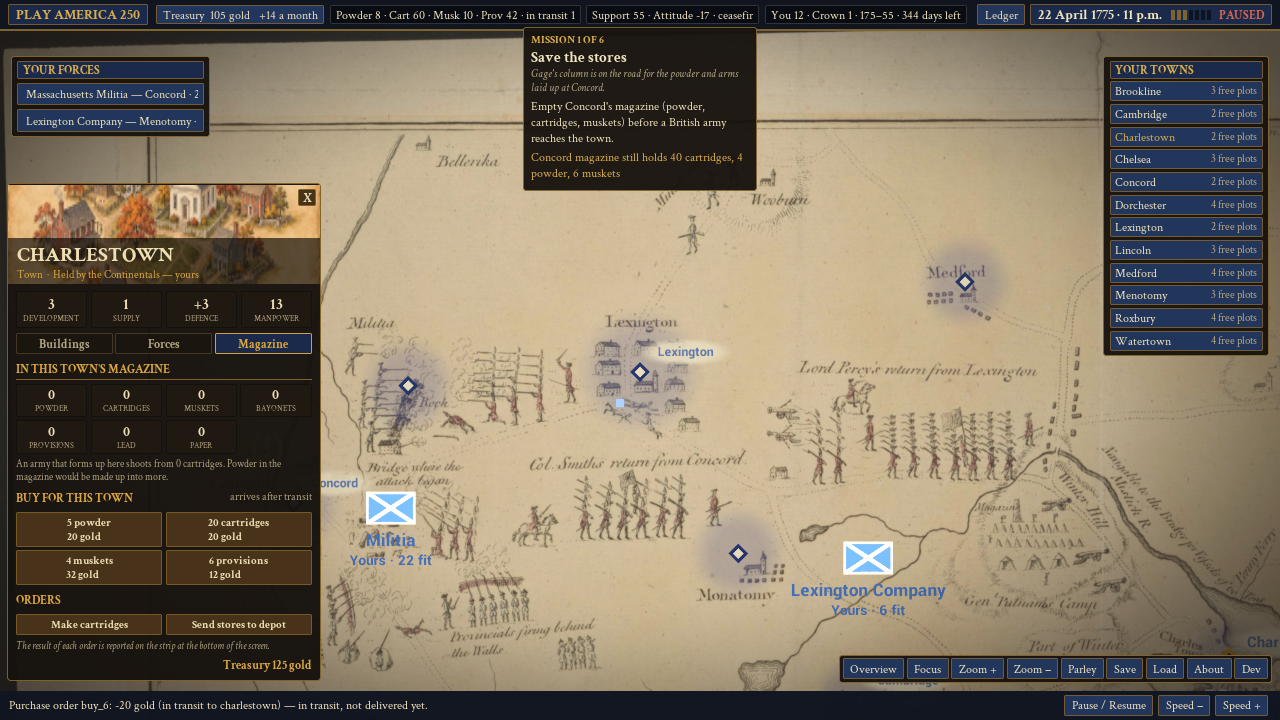 PLAY AMERICA 250
Treasury 105 gold +14 a month
Powder 8 · Cart 60 · Musk 10 · Prov 42 · in transit 1
Support 55 · Attitude -17 · ceasefir
You 12 · Crown 1 · 175–55 · 344 days left
Ledger
22 April 1775 · 11 p.m.
PAUSED
MISSION 1 OF 6
Save the stores
Gage's column is on the road for the powder and arms
laid up at Concord.
Empty Concord's magazine (powder,
cartridges, muskets) before a British army
reaches the town.
Concord magazine still holds 40 cartridges, 4
powder, 6 muskets
YOUR FORCES
Massachusetts Militia — Concord · 2
Lexington Company — Menotomy ·
YOUR TOWNS
Brookline 3 free plots
Cambridge 2 free plots
Charlestown 2 free plots
Chelsea 3 free plots
Concord 2 free plots
Dorchester 4 free plots
Lexington 2 free plots
Lincoln 3 free plots
Medford 4 free plots
Menotomy 3 free plots
Roxbury 4 free plots
Watertown 4 free plots
X
CHARLESTOWN
Town · Held by the Continentals — yours
3 1 +3 13
DEVELOPMENT SUPPLY DEFENCE MANPOWER
Buildings Forces Magazine
IN THIS TOWN'S MAGAZINE
0 0 0 0
POWDER CARTRIDGES MUSKETS BAYONETS
0 0 0
PROVISIONS LEAD PAPER
An army that forms up here shoots from 0 cartridges. Powder in the
magazine would be made up into more.
BUY FOR THIS TOWN arrives after transit
5 powder
20 gold
20 cartridges
20 gold
4 muskets
32 gold
6 provisions
12 gold
ORDERS
Make cartridges Send stores to depot
The result of each order is reported on the strip at the bottom of the screen.
Treasury 125 gold
Bellerika
Wooburn
Medford
Militia
Lexington
Lexington
Lord Percy's return from Lexington
Rock
Bridge where the
attack began
Col. Smiths return from Concord.
oncord
Militia
Yours · 22 fit
Winter Hill
Mistick R.
Magazine
Monatomy
Lexington Company
Yours · 6 fit
Gen Putnams Camp
Provincials firing behind
the Walls
Part of Winter
Charles
Char
Cambridge
Overview Focus Zoom + Zoom – Parley Save Load About Dev
Purchase order buy_6: -20 gold (in transit to charlestown) — in transit, not delivered yet.
Pause / Resume Speed – Speed +